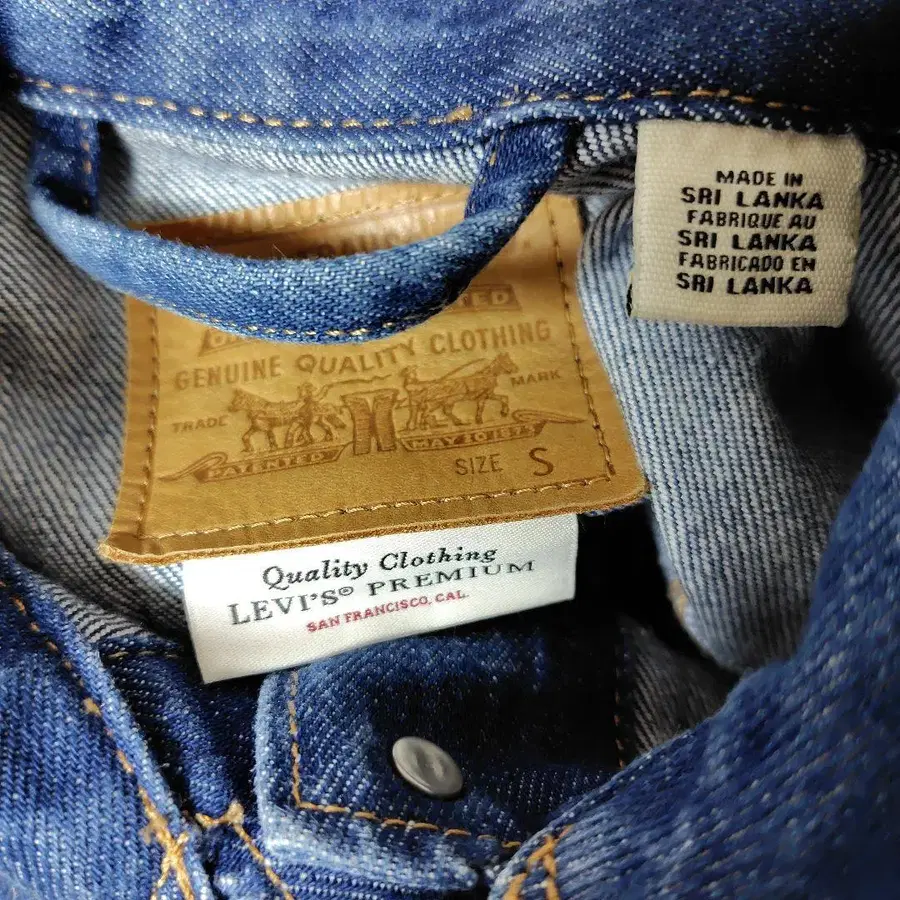 MADE IN
SRI LANKA
FABRIQUE AU
SRI LANKA
FABRICADO EN
SRI LANKA
GENUINE QUALITY CLOTHING
TRADE MARK
PATENTED MAY 20 1873
SIZE S
Quality Clothing
LEVI'S® PREMIUM
SAN FRANCISCO, CAL.